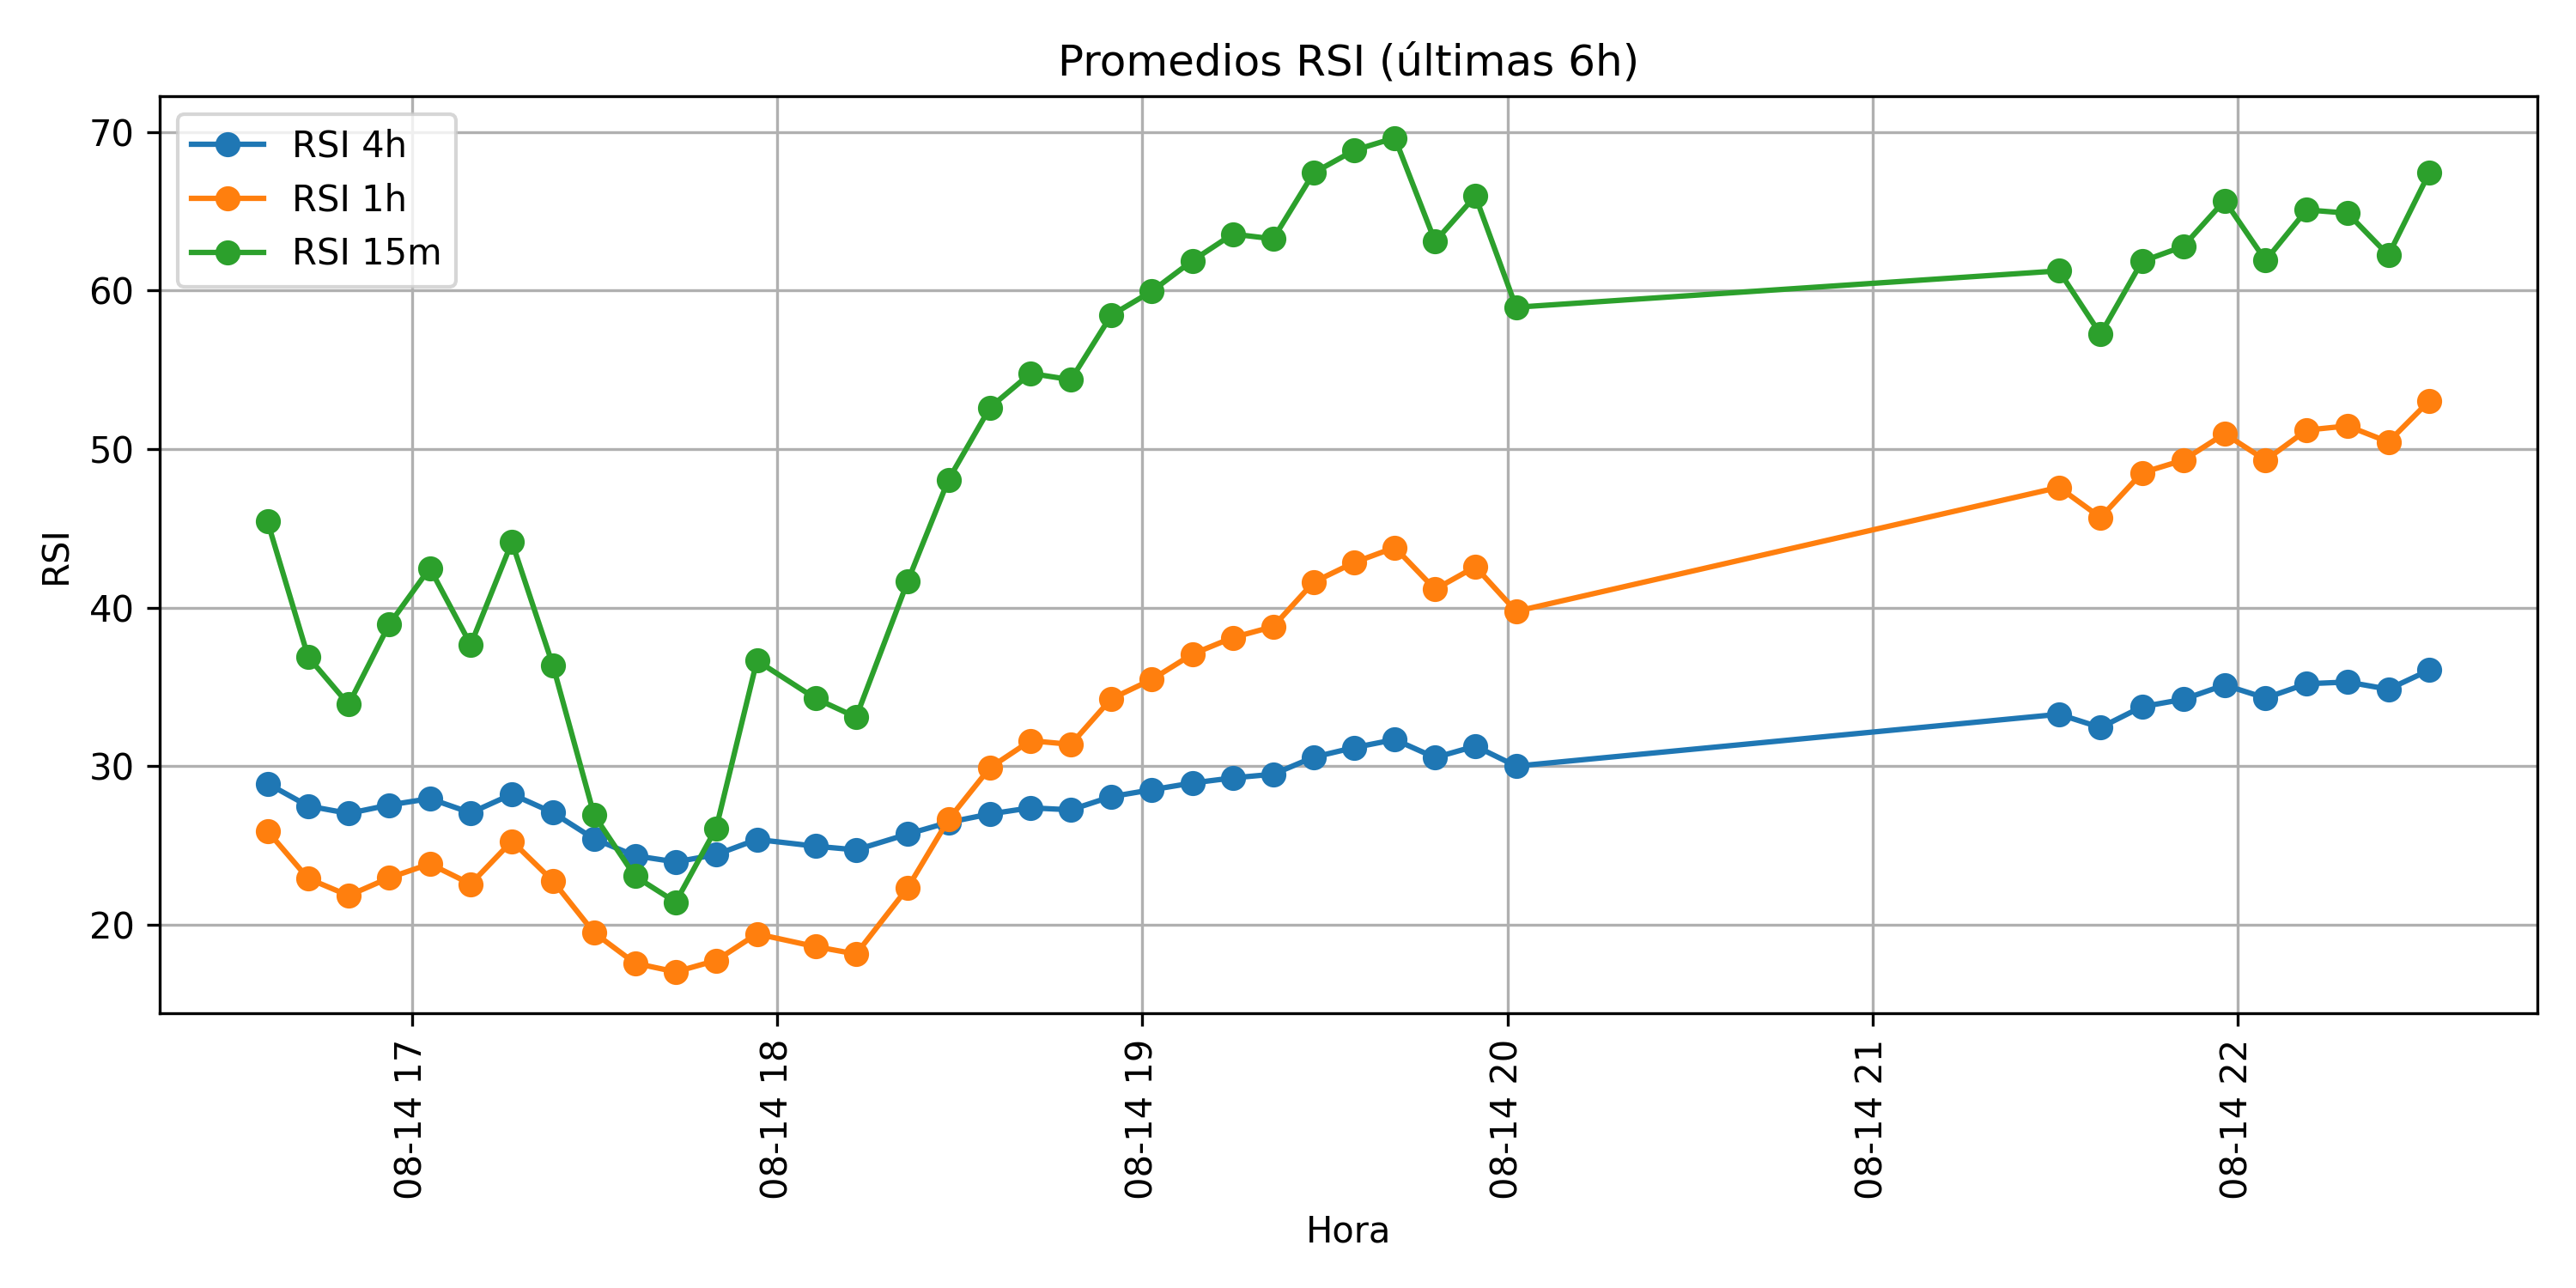 Promedios RSI (últimas 6h)
RSI 4h
RSI 1h
RSI 15m
70
60
50
40
30
20
RSI
08-14 17
08-14 18
08-14 19
08-14 20
08-14 21
08-14 22
Hora